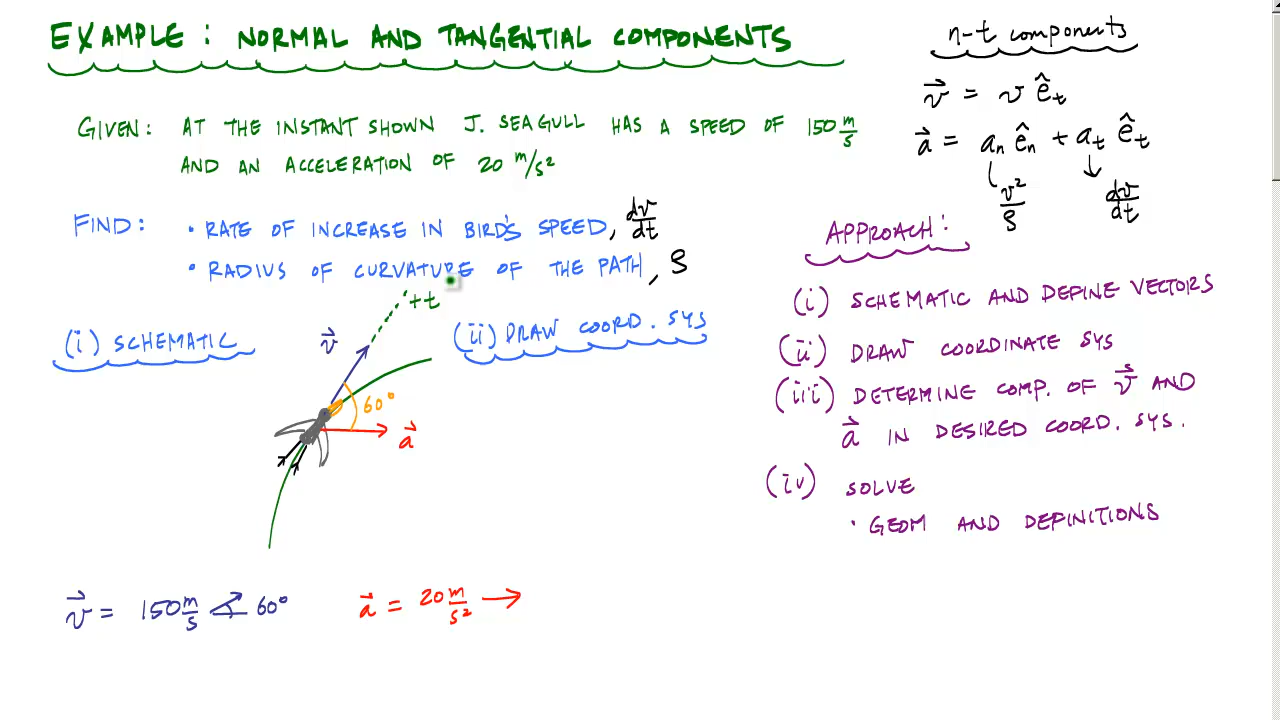 EXAMPLE: NORMAL AND TANGENTIAL COMPONENTS
n-t components
v⃗ = v ê_t
a⃗ = a_n ê_n + a_t ê_t
v²/ρ
dv/dt
GIVEN: AT THE INSTANT SHOWN J. SEAGULL HAS A SPEED OF 150 m/s
AND AN ACCELERATION OF 20 m/s²
FIND: • RATE OF INCREASE IN BIRD'S SPEED, dv/dt
• RADIUS OF CURVATURE OF THE PATH, ρ
APPROACH:
(i) SCHEMATIC AND DEFINE VECTORS
(ii) DRAW COORDINATE SYS
(iii) DETERMINE COMP. OF v⃗'s AND
a⃗ IN DESIRED COORD. SYS.
(iv) SOLVE
• GEOM AND DEFINITIONS
(i) SCHEMATIC
(ii) DRAW COORD. SYS
+t
v⃗
60°
a⃗
v⃗ = 150 m/s ∡ 60°
a⃗ = 20 m/s² →